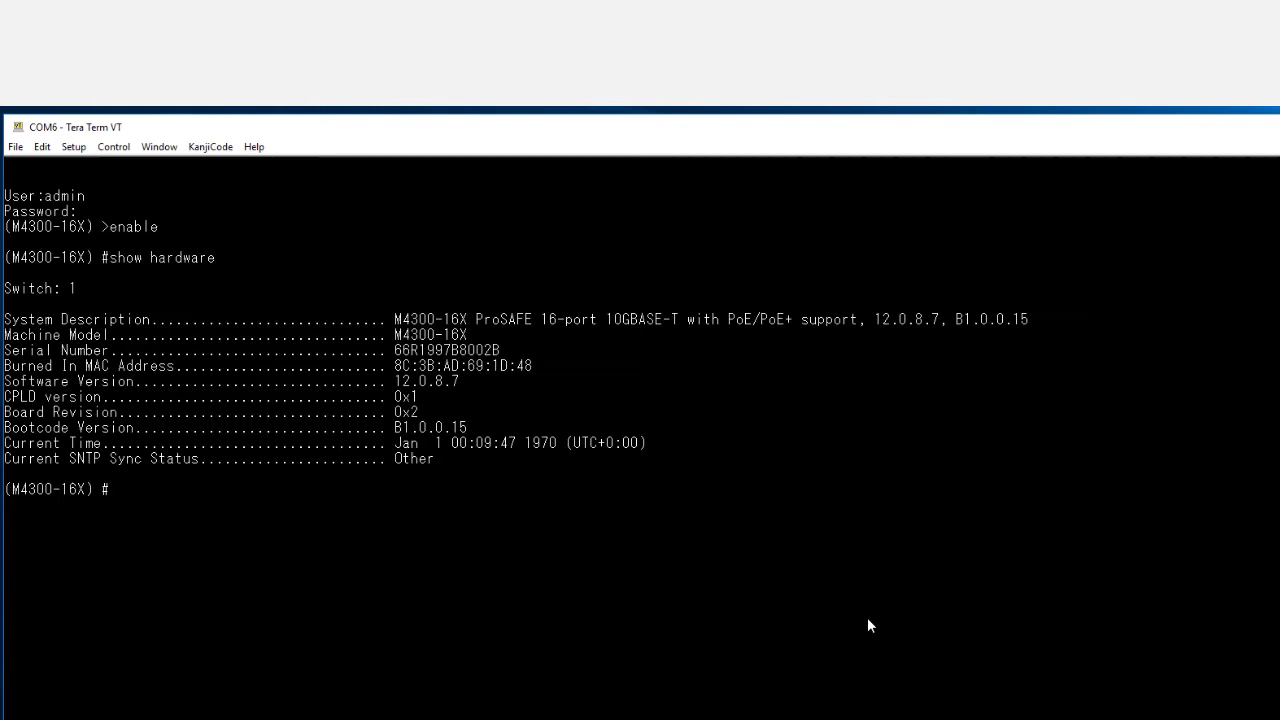 COM6 - Tera Term VT
File Edit Setup Control Window KanjiCode Help
User:admin
Password:
(M4300-16X) >enable
(M4300-16X) #show hardware
Switch: 1
System Description............................. M4300-16X ProSAFE 16-port 10GBASE-T with PoE/PoE+ support, 12.0.8.7, B1.0.0.15
Machine Model.................................. M4300-16X
Serial Number.................................. 66R1997B8002B
Burned In MAC Address.......................... 8C:3B:AD:69:1D:48
Software Version............................... 12.0.8.7
CPLD version................................... 0x1
Board Revision................................. 0x2
Bootcode Version............................... B1.0.0.15
Current Time................................... Jan  1 00:09:47 1970 (UTC+0:00)
Current SNTP Sync Status....................... Other
(M4300-16X) #